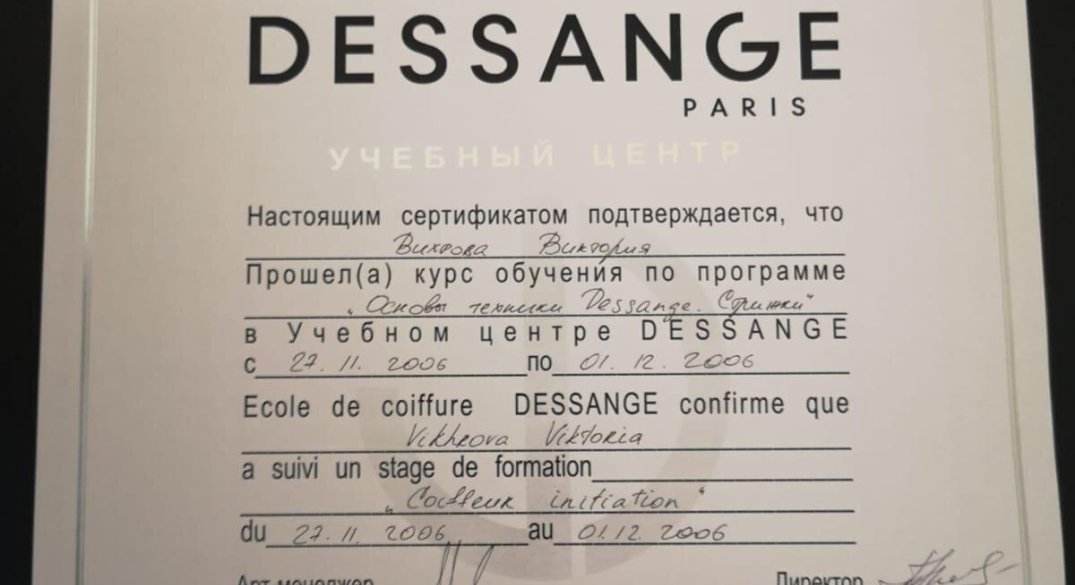 DESSANGE
PARIS
УЧЕБНЫЙ ЦЕНТР
Настоящим сертификатом подтверждается, что
Вихрова Виктория
Прошел(а) курс обучения по программе
„Основы техники Dessange. Стрижки"
в Учебном центре DESSANGE
с 27. 11. 2006 по 01. 12. 2006
Ecole de coiffure DESSANGE confirme que
Vikhrova Viktoria
a suivi un stage de formation
„Coiffeur initiation"
du 27. 11. 2006 au 01. 12. 2006
Арт-менеджер Директор